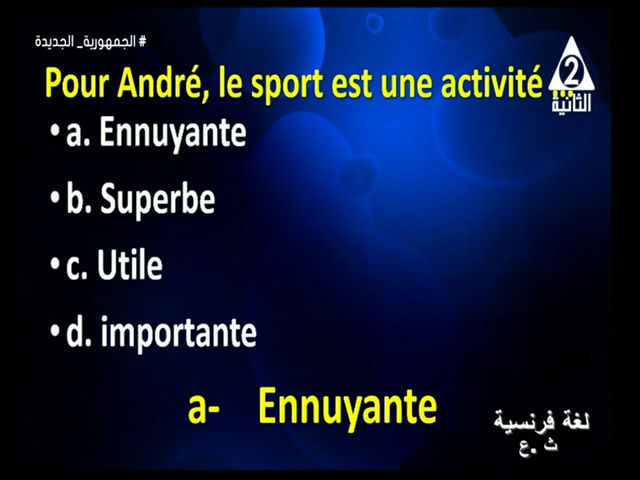 # الجمهورية_ الجديدة
Pour André, le sport est une activité ...
2
الثانية
• a. Ennuyante
• b. Superbe
• c. Utile
• d. importante
a- Ennuyante
لغة فرنسية
ث .ع